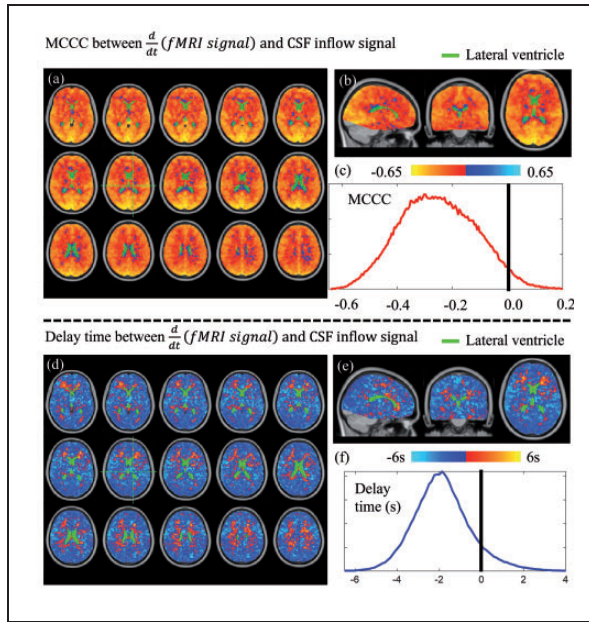 MCCC between d/dt (fMRI signal) and CSF inflow signal
Lateral ventricle
(a)
(b)
(c)
-0.65 0.65
MCCC
-0.6 -0.4 -0.2 0.0 0.2
Delay time between d/dt (fMRI signal) and CSF inflow signal
Lateral ventricle
(d)
(e)
(f)
-6s 6s
Delay
time (s)
-6 -4 -2 0 2 4